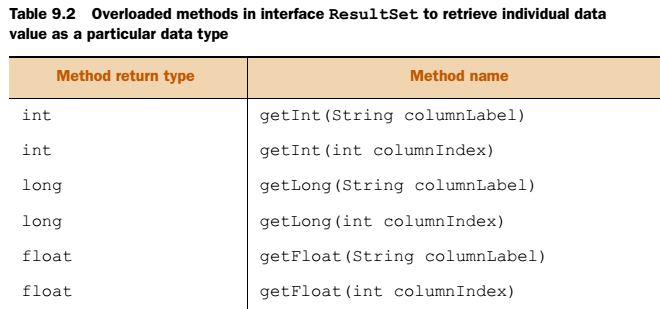 Table 9.2 Overloaded methods in interface ResultSet to retrieve individual data
value as a particular data type
Method return type Method name
int getInt(String columnLabel)
int getInt(int columnIndex)
long getLong(String columnLabel)
long getLong(int columnIndex)
float getFloat(String columnLabel)
float getFloat(int columnIndex)